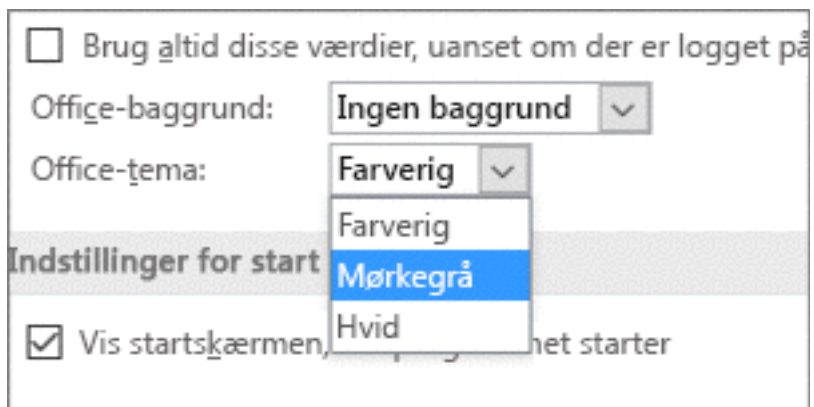 Brug altid disse værdier, uanset om der er logget på
Office-baggrund: Ingen baggrund
Office-tema: Farverig
Farverig
Indstillinger for start
Mørkegrå
Hvid
Vis startskærmen, et starter